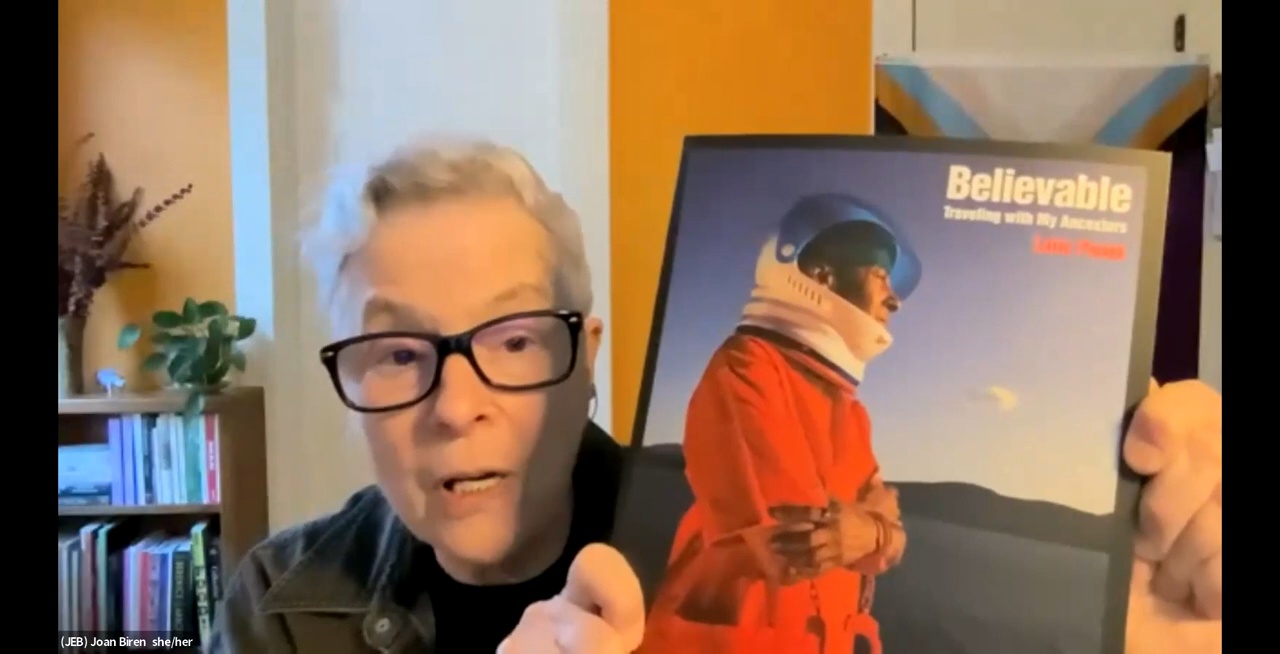 Believable
Traveling with My Ancestors
(JEB) Joan Biren she/her